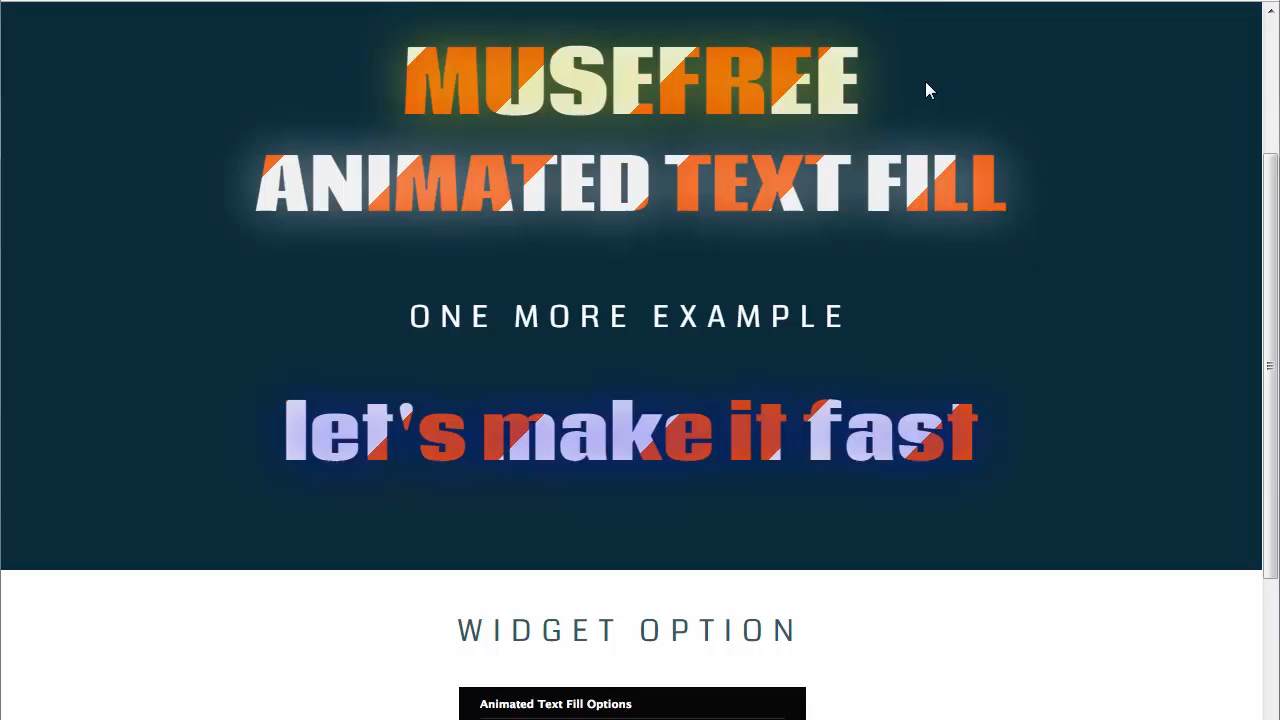 MUSEFREE
ANIMATED TEXT FILL
ONE MORE EXAMPLE
let's make it fast
WIDGET OPTION
Animated Text Fill Options